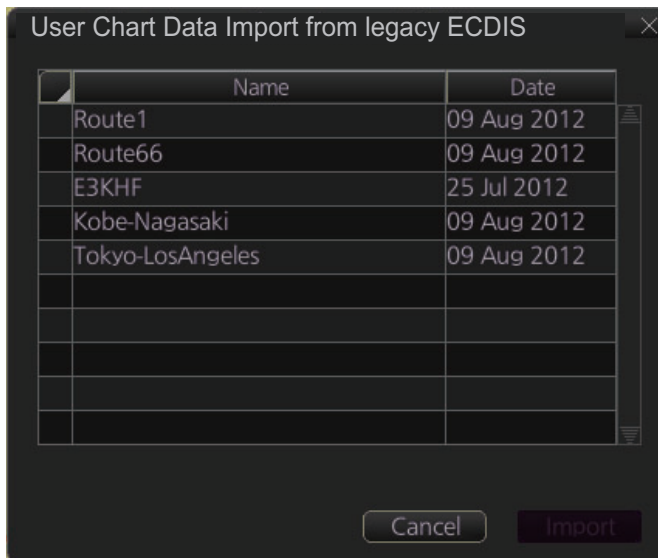 User Chart Data Import from legacy ECDIS
Name Date
Route1 09 Aug 2012
Route66 09 Aug 2012
E3KHF 25 Jul 2012
Kobe-Nagasaki 09 Aug 2012
Tokyo-LosAngeles 09 Aug 2012
Cancel Import